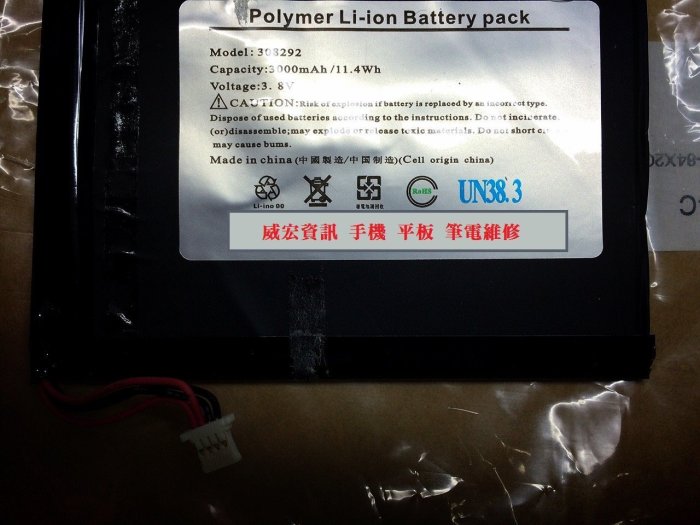 Polymer Li-ion Battery pack
Model: 308292
Capacity:3000mAh/11.4Wh
Voltage:3. 8V
CAUTION:Risk of explosion if battery is replaced by an incorrect type.
Dispose of used batteries according to the instructions. Do not incinerate
(or)disassemble;may explode or release toxic materials. Do not short
may cause bums.
Made in china (中國製造/中国制造)(Cell origin china)
Li-ino 00
RoHS
UN38.3
威宏資訊 手機 平板 筆電維修